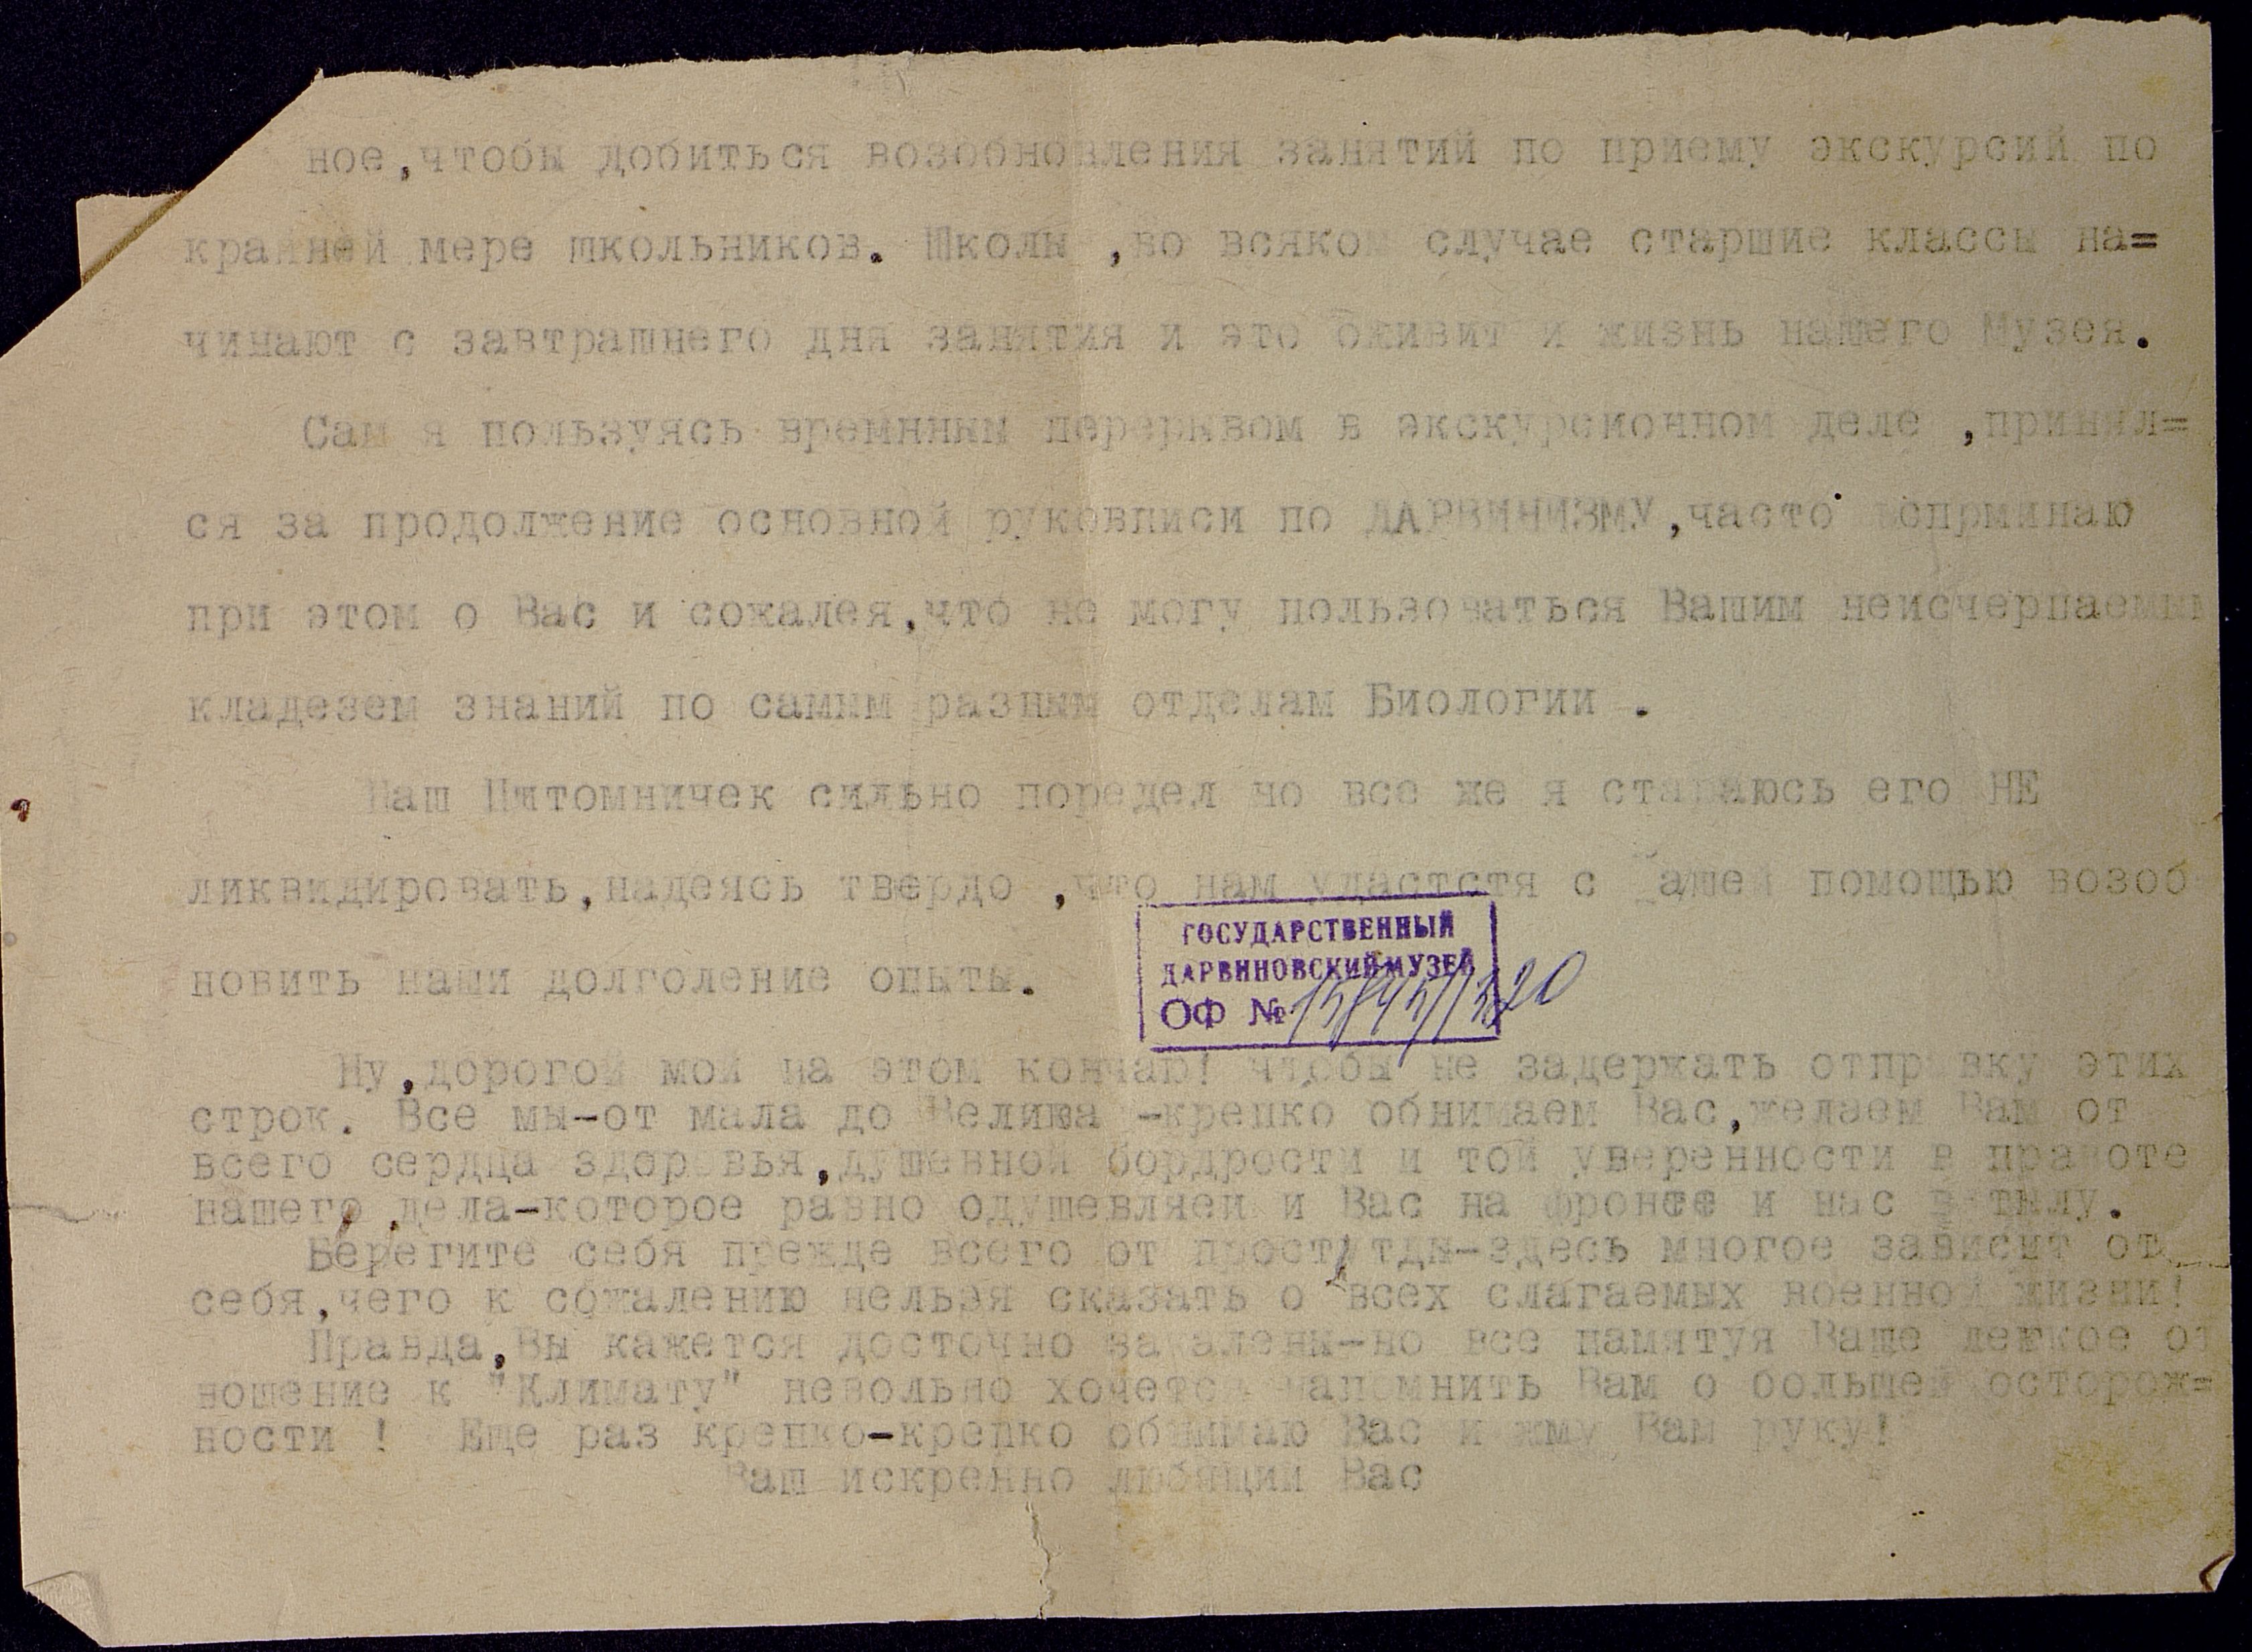 ное,чтобы добиться возобновления занятий по приему экскурсий по
крайней мере школьников. Школы ,во всяком случае старшие классы на=
чинают с завтрашнего дня занятия и это оживит и жизнь нашего Музея.
Сам я пользуясь временным перерывом в экскурсионном деле ,принял=
ся за продолжение основной руковписи по ДАРВИНИЗМУ,часто вспрминаю
при этом о Вас и сожалея,что не могу пользоваться Вашим неисчерпаемым
кладезем знаний по самым разным отделам Биологии .
Наш Питомничек сильно поредел но все же я стараюсь его НЕ
ликвидировать,надеясь твердо ,что нам удастстя с Вашей помощью возоб
новить наши долголение опыты.
ГОСУДАРСТВЕННЫЙ
ДАРВИНОВСКИЙ МУЗЕЙ
ОФ №
Ну,дорогой мой на этом кончаю! чтобы не задержать отправку этих
строк. Все мы-от мала до Велика -крепко обнимаем Вас,желаем Вам от
всего сердца здоровья,душевной бордрости и той уверенности в правоте
нашего дела-которое равно одушевляеи и Вас на фронте и нас в тылу.
Берегите себя прежде всего от простутды-здесь многое зависит от
себя,чего к сожалению нельзя сказать о всех слагаемых военной жизни!
Правда,Вы кажется досточно закалены-но все памятуя Ваше легкое от
ношение к "Климату" невольно хочется напомнить Вам о большей осторож=
ности ! Еще раз крепко-крепко обнимаю Вас и жму Вам руку!
Ваш искренно любящий Вас